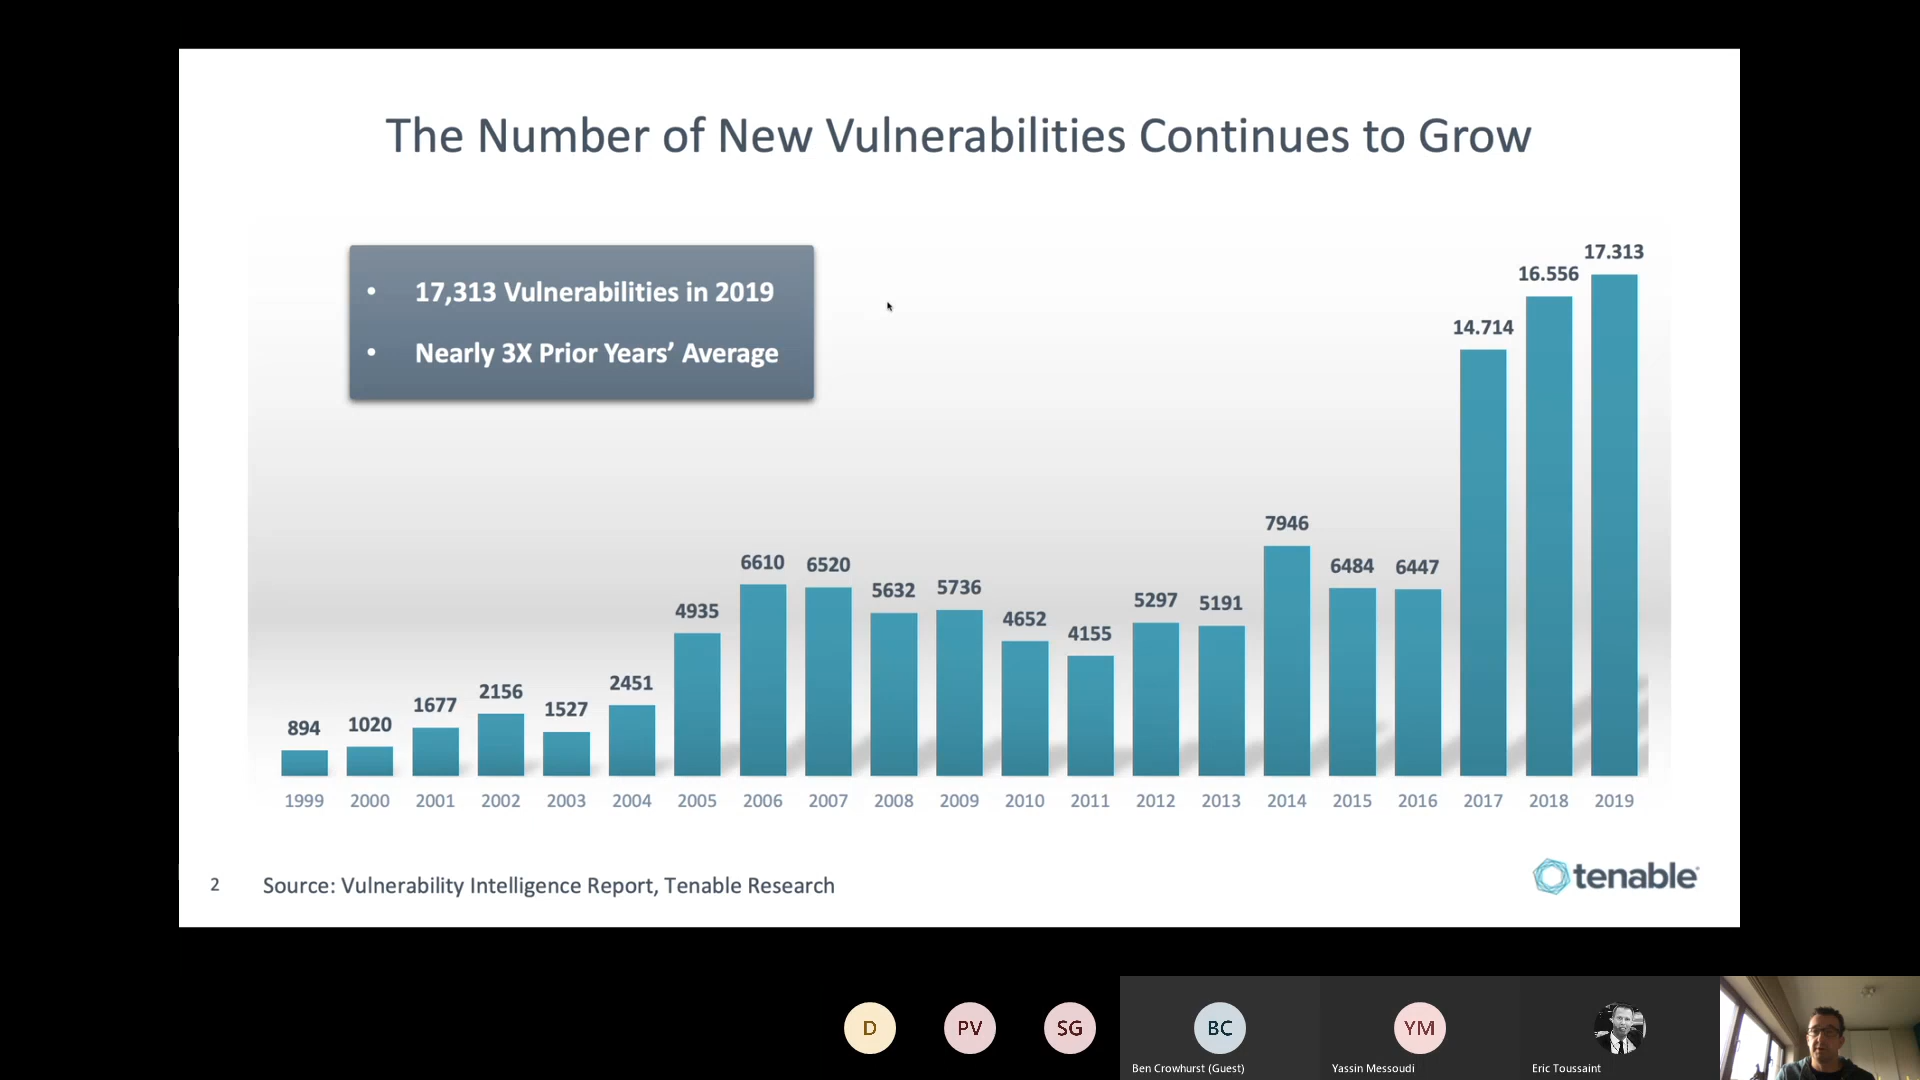 The Number of New Vulnerabilities Continues to Grow
• 17,313 Vulnerabilities in 2019
• Nearly 3X Prior Years’ Average
894
1020
1677
2156
1527
2451
4935
6610
6520
5632
5736
4652
4155
5297
5191
7946
6484
6447
14.714
16.556
17.313
1999 2000 2001 2002 2003 2004 2005 2006 2007 2008 2009 2010 2011 2012 2013 2014 2015 2016 2017 2018 2019
2 Source: Vulnerability Intelligence Report, Tenable Research
tenable
D PV SG BC YM
Ben Crowhurst (Guest) Yassin Messoudi Eric Toussaint